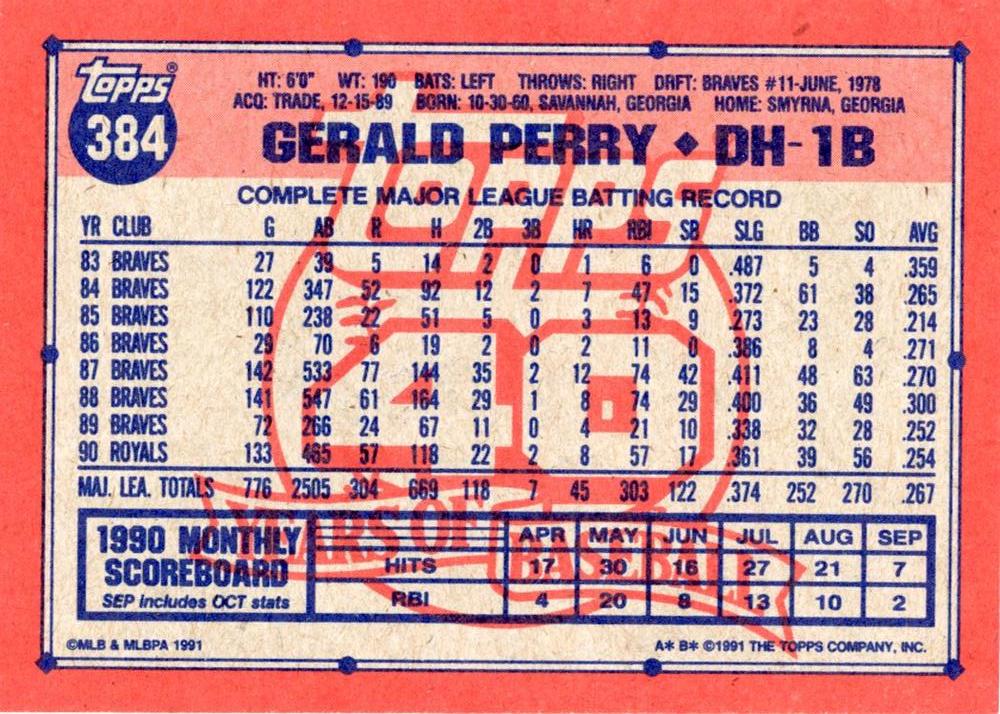 topps®
384
HT: 6'0" WT: 190 BATS: LEFT THROWS: RIGHT DRFT: BRAVES #11-JUNE, 1978
ACQ: TRADE, 12-15-89 BORN: 10-30-60, SAVANNAH, GEORGIA HOME: SMYRNA, GEORGIA
GERALD PERRY ◆ DH-1B
COMPLETE MAJOR LEAGUE BATTING RECORD
YR CLUB G AB R H 2B 3B HR RBI SB SLG BB SO AVG
83 BRAVES 27 39 5 14 2 0 1 6 0 .487 5 4 .359
84 BRAVES 122 347 52 92 12 2 7 47 15 .372 61 38 .265
85 BRAVES 110 238 22 51 5 0 3 13 9 .273 23 28 .214
86 BRAVES 29 70 6 19 2 0 2 11 0 .386 8 4 .271
87 BRAVES 142 533 77 144 35 2 12 74 42 .411 48 63 .270
88 BRAVES 141 547 61 164 29 1 8 74 29 .400 36 49 .300
89 BRAVES 72 266 24 67 11 0 4 21 10 .338 32 28 .252
90 ROYALS 133 465 57 118 22 2 8 57 17 .361 39 56 .254
MAJ. LEA. TOTALS 776 2505 304 669 118 7 45 303 122 .374 252 270 .267
topps
40
YEARS OF BASEBALL
1990 MONTHLY SCOREBOARD
SEP includes OCT stats
APR MAY JUN JUL AUG SEP
HITS 17 30 16 27 21 7
RBI 4 20 8 13 10 2
©MLB & MLBPA 1991 A* B* ©1991 THE TOPPS COMPANY, INC.